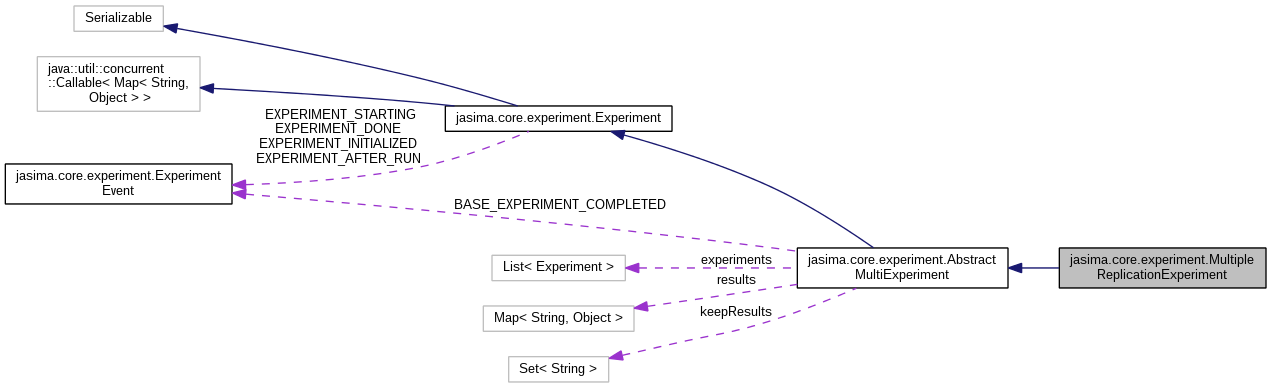 Serializable
java::util::concurrent
::Callable< Map< String,
Object > >
jasima.core.experiment.Experiment
EXPERIMENT_STARTING
EXPERIMENT_DONE
EXPERIMENT_INITIALIZED
EXPERIMENT_AFTER_RUN
jasima.core.experiment.Experiment
Event
BASE_EXPERIMENT_COMPLETED
List< Experiment >
experiments
results
jasima.core.experiment.Abstract
MultiExperiment
jasima.core.experiment.Multiple
ReplicationExperiment
Map< String, Object >
keepResults
Set< String >